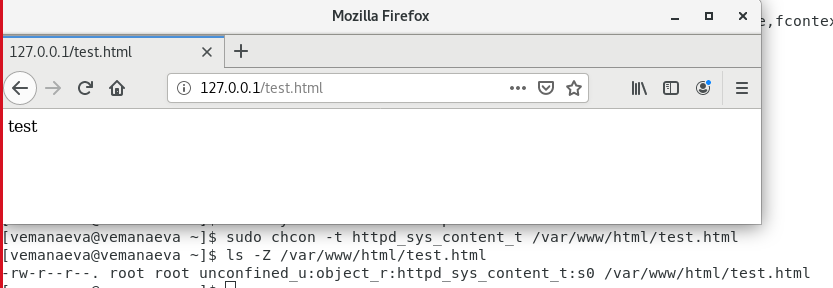 Mozilla Firefox
e,fcontex
127.0.0.1/test.html
127.0.0.1/test.html
test
[vemanaeva@vemanaeva ~]$ sudo chcon -t httpd_sys_content_t /var/www/html/test.html
[vemanaeva@vemanaeva ~]$ ls -Z /var/www/html/test.html
-rw-r--r--. root root unconfined_u:object_r:httpd_sys_content_t:s0 /var/www/html/test.html
[vemanaeva@vemanaeva ~]$